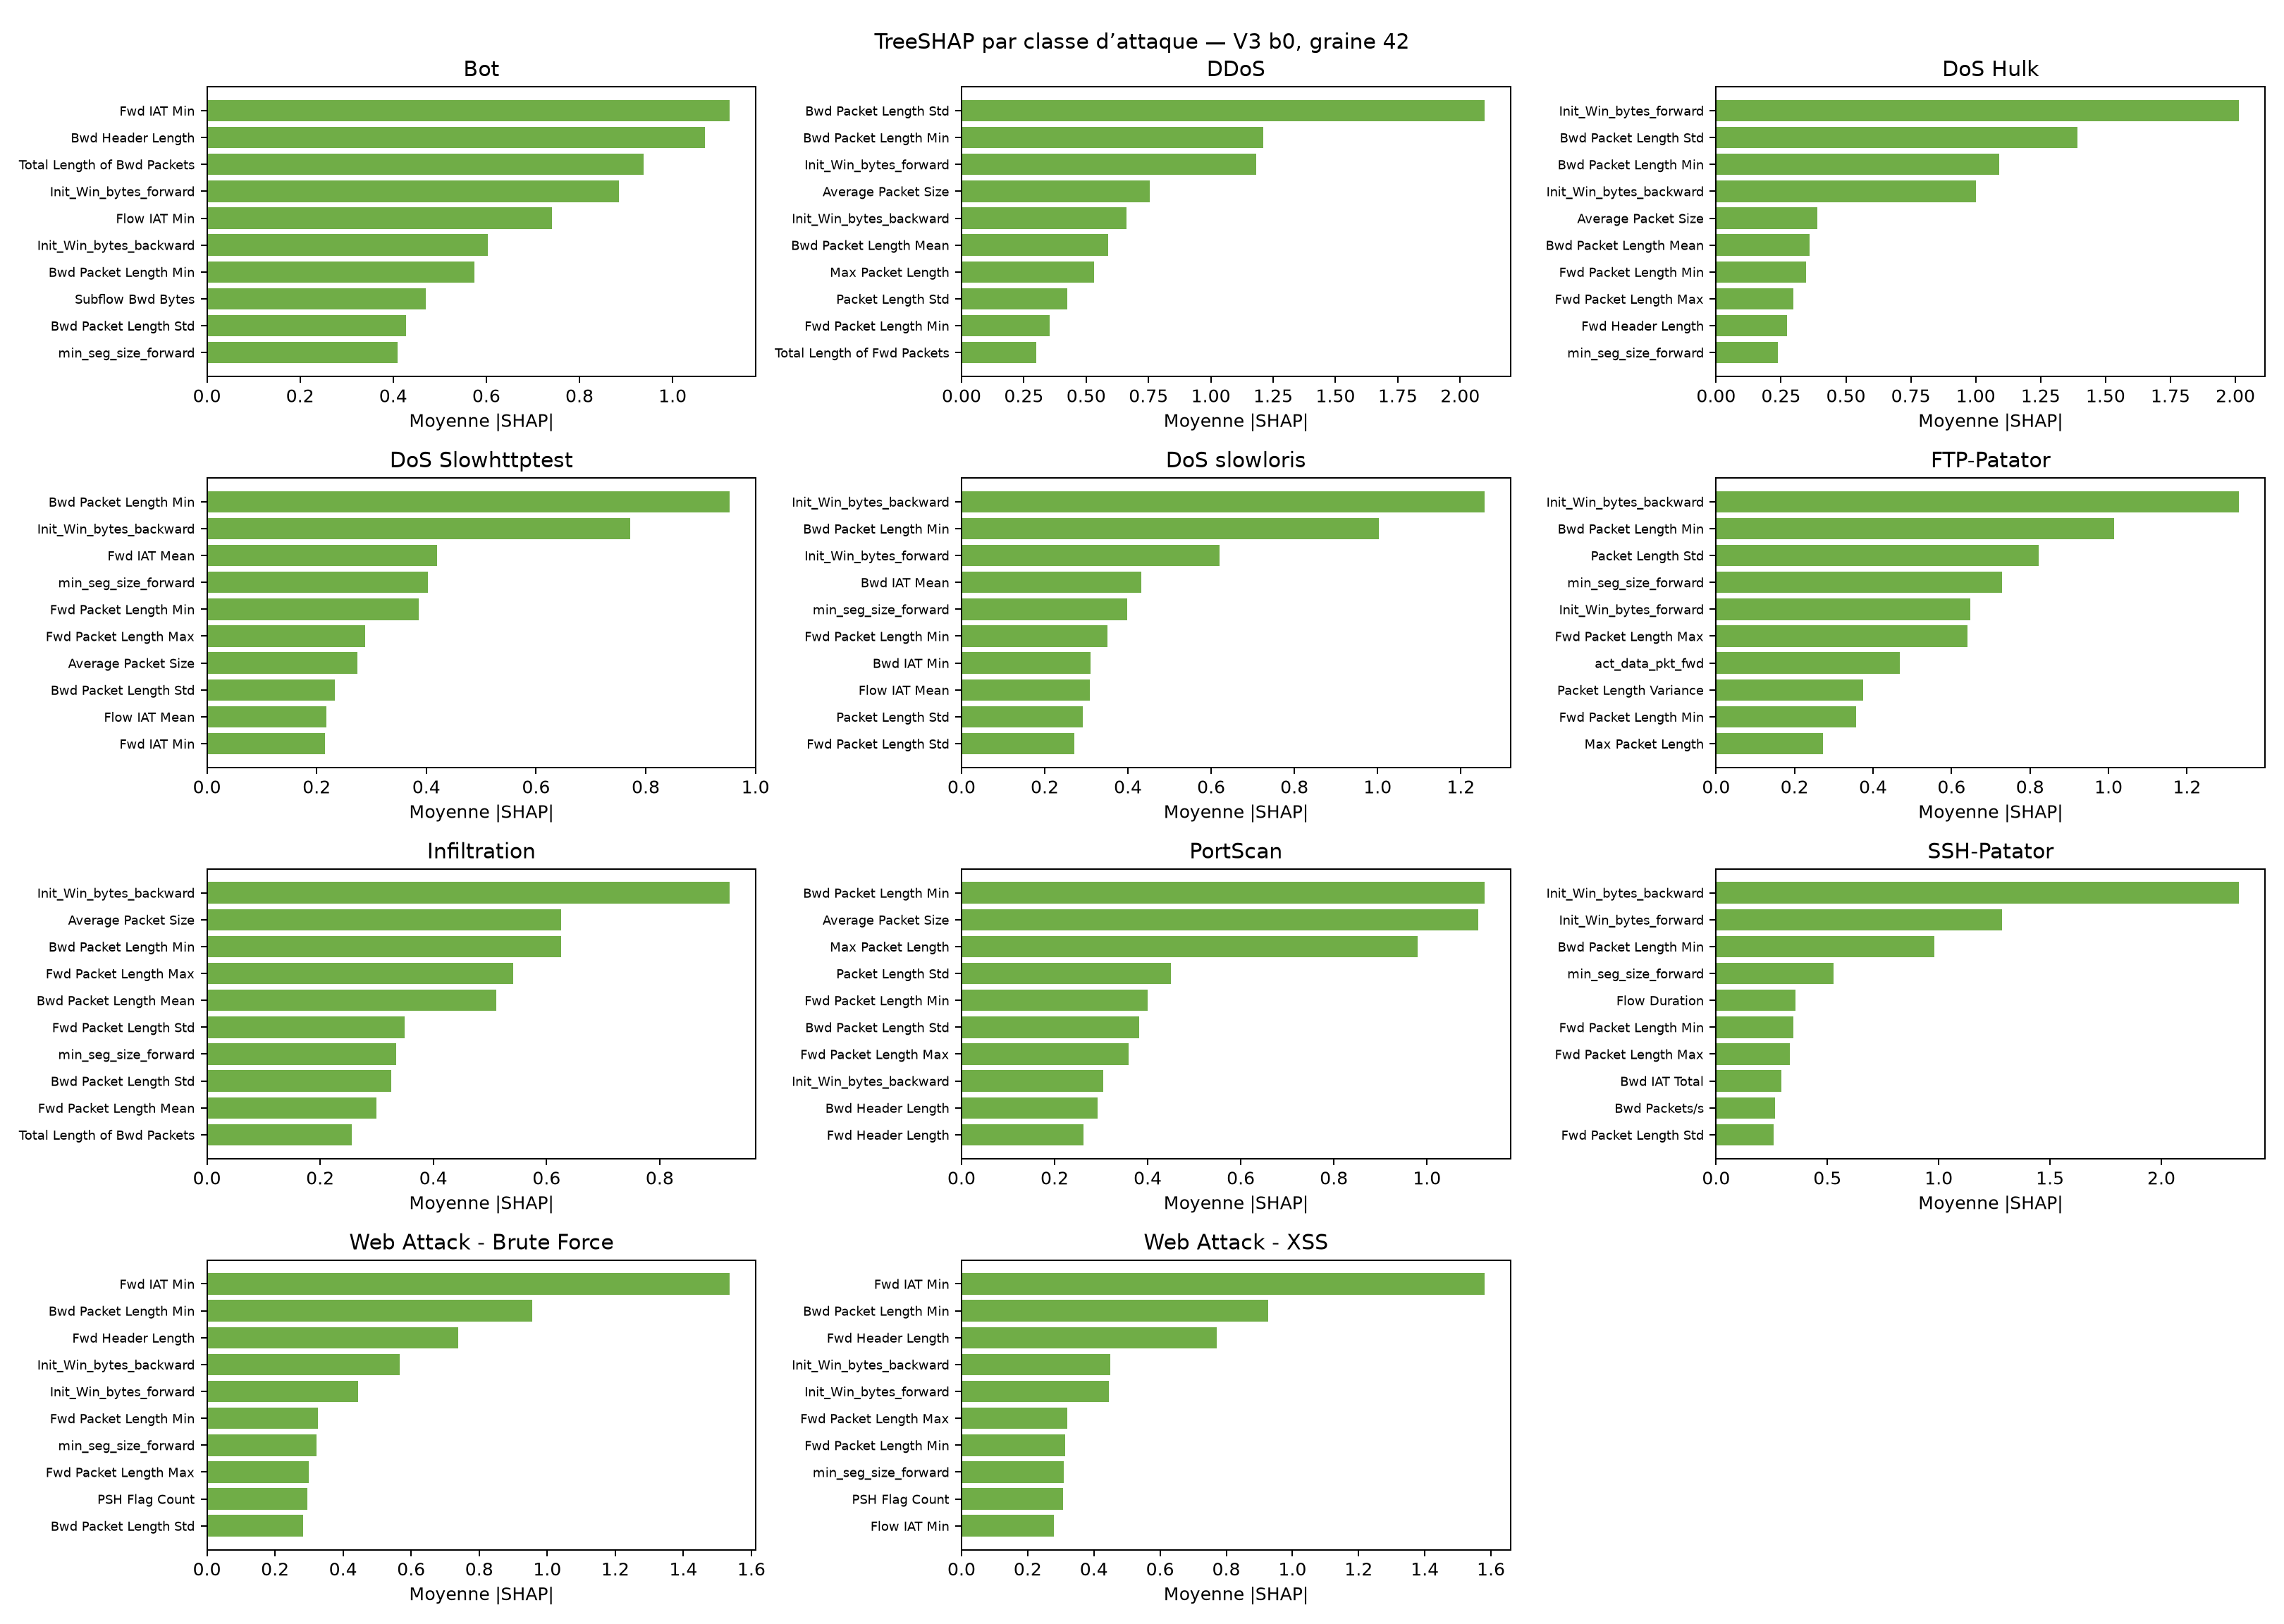 TreeSHAP par classe d’attaque — V3 b0, graine 42
Bot
Fwd IAT Min
Bwd Header Length
Total Length of Bwd Packets
Init_Win_bytes_forward
Flow IAT Min
Init_Win_bytes_backward
Bwd Packet Length Min
Subflow Bwd Bytes
Bwd Packet Length Std
min_seg_size_forward
0.0 0.2 0.4 0.6 0.8 1.0
Moyenne |SHAP|
DDoS
Bwd Packet Length Std
Bwd Packet Length Min
Init_Win_bytes_forward
Average Packet Size
Init_Win_bytes_backward
Bwd Packet Length Mean
Max Packet Length
Packet Length Std
Fwd Packet Length Min
Total Length of Fwd Packets
0.00 0.25 0.50 0.75 1.00 1.25 1.50 1.75 2.00
Moyenne |SHAP|
DoS Hulk
Init_Win_bytes_forward
Bwd Packet Length Std
Bwd Packet Length Min
Init_Win_bytes_backward
Average Packet Size
Bwd Packet Length Mean
Fwd Packet Length Min
Fwd Packet Length Max
Fwd Header Length
min_seg_size_forward
0.00 0.25 0.50 0.75 1.00 1.25 1.50 1.75 2.00
Moyenne |SHAP|
DoS Slowhttptest
Bwd Packet Length Min
Init_Win_bytes_backward
Fwd IAT Mean
min_seg_size_forward
Fwd Packet Length Min
Fwd Packet Length Max
Average Packet Size
Bwd Packet Length Std
Flow IAT Mean
Fwd IAT Min
0.0 0.2 0.4 0.6 0.8 1.0
Moyenne |SHAP|
DoS slowloris
Init_Win_bytes_backward
Bwd Packet Length Min
Init_Win_bytes_forward
Bwd IAT Mean
min_seg_size_forward
Fwd Packet Length Min
Bwd IAT Min
Flow IAT Mean
Packet Length Std
Fwd Packet Length Std
0.0 0.2 0.4 0.6 0.8 1.0 1.2
Moyenne |SHAP|
FTP-Patator
Init_Win_bytes_backward
Bwd Packet Length Min
Packet Length Std
min_seg_size_forward
Init_Win_bytes_forward
Fwd Packet Length Max
act_data_pkt_fwd
Packet Length Variance
Fwd Packet Length Min
Max Packet Length
0.0 0.2 0.4 0.6 0.8 1.0 1.2
Moyenne |SHAP|
Infiltration
Init_Win_bytes_backward
Average Packet Size
Bwd Packet Length Min
Fwd Packet Length Max
Bwd Packet Length Mean
Fwd Packet Length Std
min_seg_size_forward
Bwd Packet Length Std
Fwd Packet Length Mean
Total Length of Bwd Packets
0.0 0.2 0.4 0.6 0.8
Moyenne |SHAP|
PortScan
Bwd Packet Length Min
Average Packet Size
Max Packet Length
Packet Length Std
Fwd Packet Length Min
Bwd Packet Length Std
Fwd Packet Length Max
Init_Win_bytes_backward
Bwd Header Length
Fwd Header Length
0.0 0.2 0.4 0.6 0.8 1.0
Moyenne |SHAP|
SSH-Patator
Init_Win_bytes_backward
Init_Win_bytes_forward
Bwd Packet Length Min
min_seg_size_forward
Flow Duration
Fwd Packet Length Min
Fwd Packet Length Max
Bwd IAT Total
Bwd Packets/s
Fwd Packet Length Std
0.0 0.5 1.0 1.5 2.0
Moyenne |SHAP|
Web Attack - Brute Force
Fwd IAT Min
Bwd Packet Length Min
Fwd Header Length
Init_Win_bytes_backward
Init_Win_bytes_forward
Fwd Packet Length Min
min_seg_size_forward
Fwd Packet Length Max
PSH Flag Count
Bwd Packet Length Std
0.0 0.2 0.4 0.6 0.8 1.0 1.2 1.4 1.6
Moyenne |SHAP|
Web Attack - XSS
Fwd IAT Min
Bwd Packet Length Min
Fwd Header Length
Init_Win_bytes_backward
Init_Win_bytes_forward
Fwd Packet Length Max
Fwd Packet Length Min
min_seg_size_forward
PSH Flag Count
Flow IAT Min
0.0 0.2 0.4 0.6 0.8 1.0 1.2 1.4 1.6
Moyenne |SHAP|